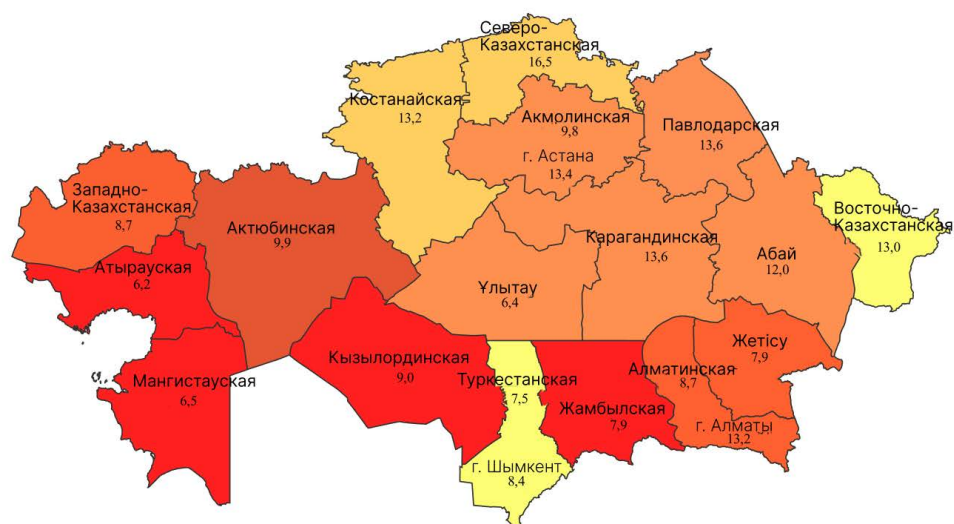 Северо-
Казахстанская
16,5
Костанайская
13,2
Акмолинская
9,8
г. Астана
13,4
Павлодарская
13,6
Западно-
Казахстанская
8,7
Актюбинская
9,9
Атырауская
6,2
Мангистауская
6,5
Кызылординская
9,0
Ұлытау
6,4
Карагандинская
13,6
Абай
12,0
Восточно-
Казахстанская
13,0
Туркестанская
7,5
г. Шымкент
8,4
Жамбылская
7,9
Алматинская
8,7
Жетісу
7,9
г. Алматы
13,2